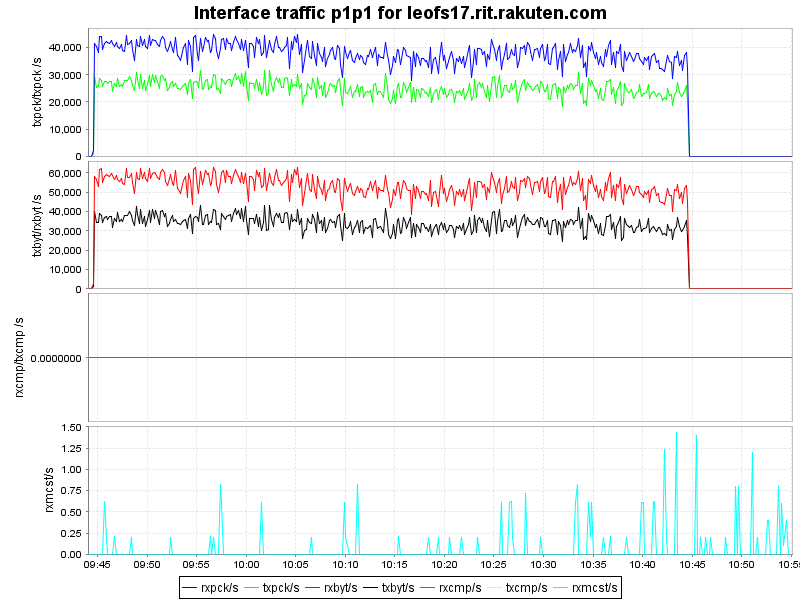 Interface traffic p1p1 for leofs17.rit.rakuten.com
txpck/txpck /s
40,000
30,000
20,000
10,000
0
txbyt/rxbyt /s
60,000
50,000
40,000
30,000
20,000
10,000
0
rxcmp/txcmp /s
0.0000000
rxmcst/s
1.50
1.25
1.00
0.75
0.50
0.25
0.00
09:45 09:50 09:55 10:00 10:05 10:10 10:15 10:20 10:25 10:30 10:35 10:40 10:45 10:50 10:5
rxpck/s txpck/s rxbyt/s txbyt/s rxcmp/s txcmp/s rxmcst/s